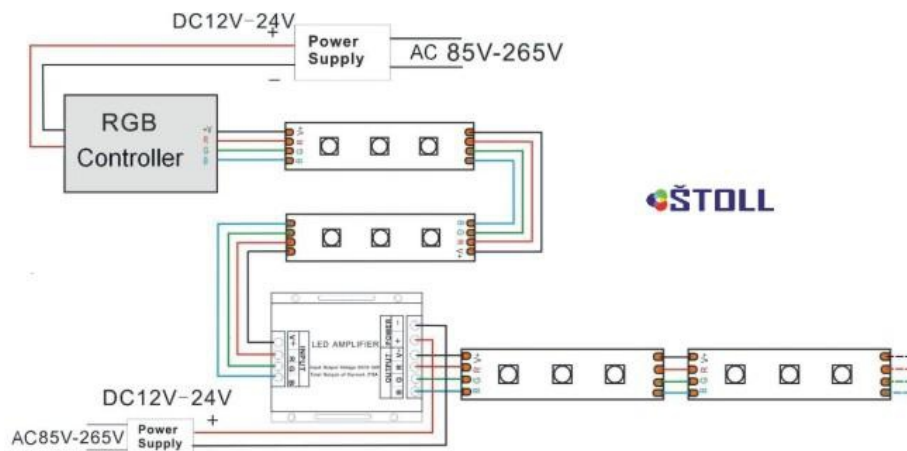 DC12V-24V
+
Power
Supply
AC 85V-265V
−
RGB
Controller
+V
R
G
B
V+
R
G
B
ŠTOLL
B
G
R
V+
LED AMPLIFIER
INPUT
V+
R
G
B
POWER
−
+
OUTPUT
V+
R
G
B
V+
R
G
B
V+
R
G
B
DC12V-24V
+
AC85V-265V
Power
Supply